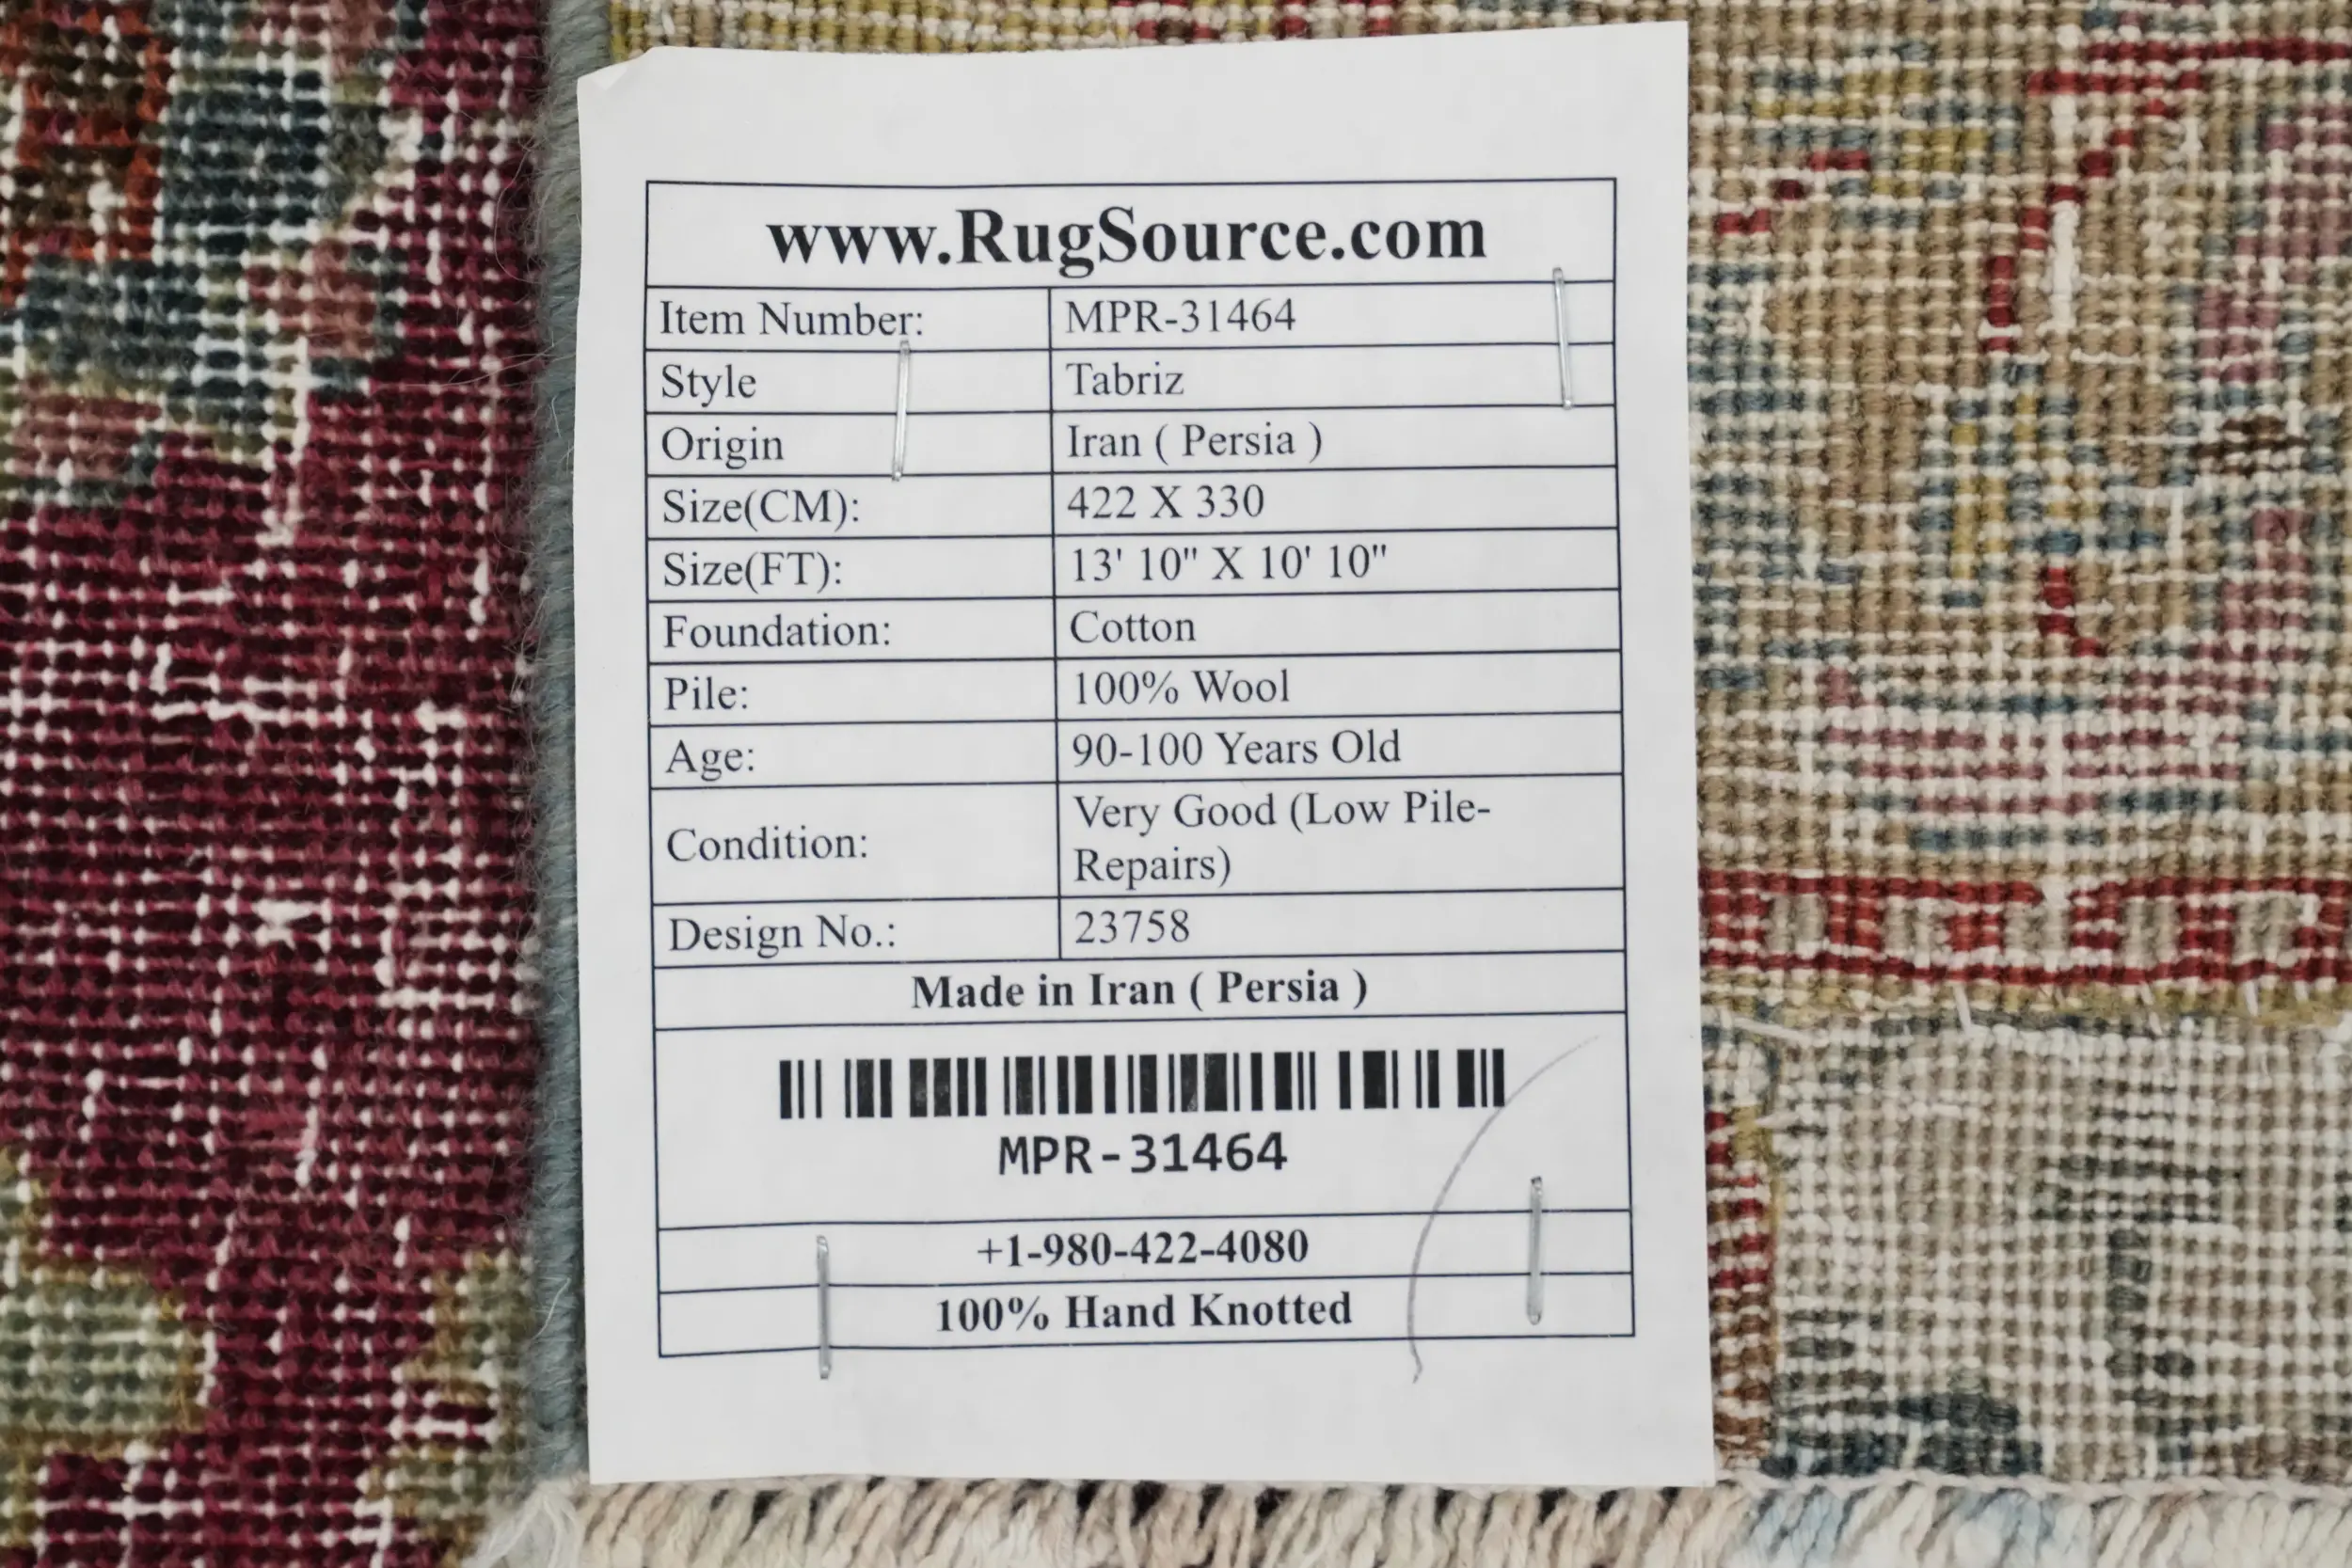 www.RugSource.com
Item Number: MPR-31464
Style Tabriz
Origin Iran ( Persia )
Size(CM): 422 X 330
Size(FT): 13' 10" X 10' 10"
Foundation: Cotton
Pile: 100% Wool
Age: 90-100 Years Old
Condition: Very Good (Low Pile-
Repairs)
Design No.: 23758
Made in Iran ( Persia )
MPR-31464
+1-980-422-4080
100% Hand Knotted